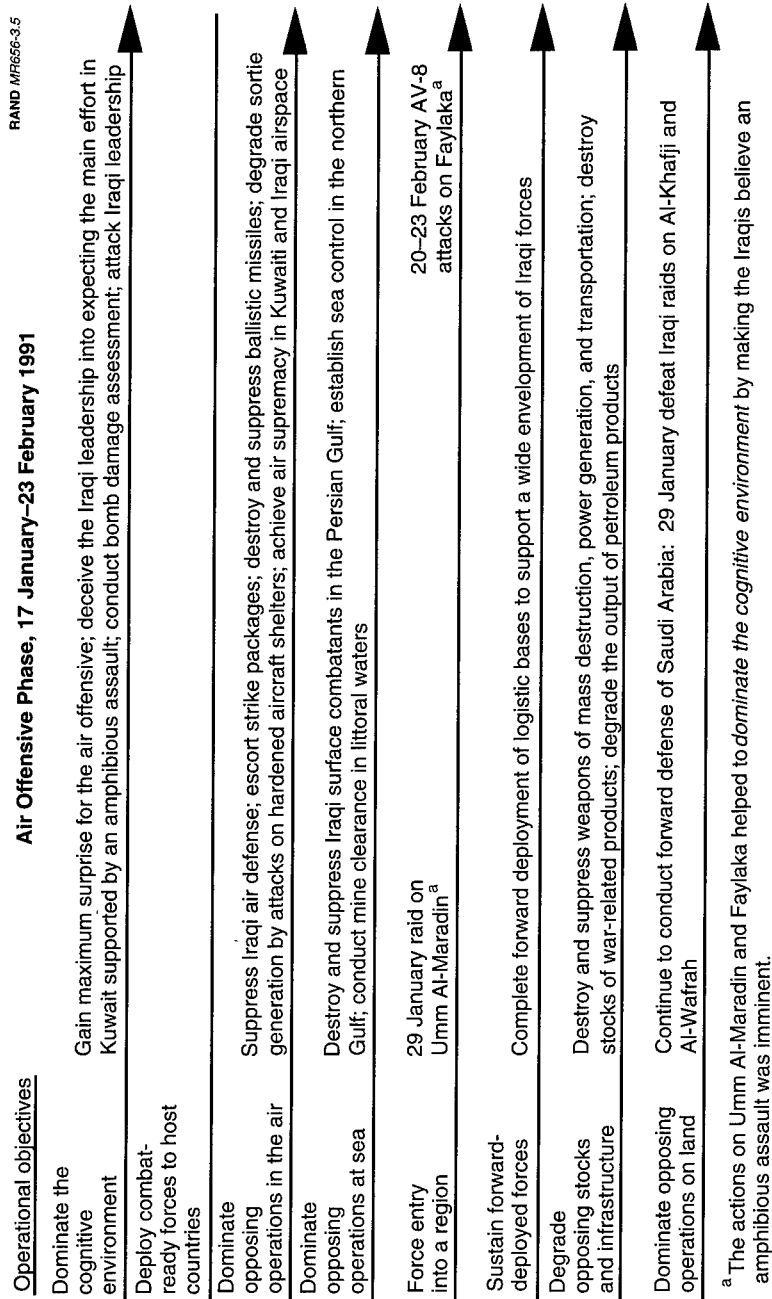 RAND MR656-3.5
Air Offensive Phase, 17 January–23 February 1991
Operational objectives
Dominate the
cognitive
environment
Gain maximum surprise for the air offensive; deceive the Iraqi leadership into expecting the main effort in
Kuwait supported by an amphibious assault; conduct bomb damage assessment; attack Iraqi leadership
Deploy combat-
ready forces to host
countries
Dominate
opposing
operations in the air
Suppress Iraqi air defense; escort strike packages; destroy and suppress ballistic missiles; degrade sortie
generation by attacks on hardened aircraft shelters; achieve air supremacy in Kuwaiti and Iraqi airspace
Dominate
opposing
operations at sea
Destroy and suppress Iraqi surface combatants in the Persian Gulf; establish sea control in the northern
Gulf; conduct mine clearance in littoral waters
Force entry
into a region
29 January raid on
Umm Al-Maradin a
20–23 February AV-8
attacks on Faylaka a
Sustain forward-
deployed forces
Complete forward deployment of logistic bases to support a wide envelopment of Iraqi forces
Degrade
opposing stocks
and infrastructure
Destroy and suppress weapons of mass destruction, power generation, and transportation; destroy
stocks of war-related products; degrade the output of petroleum products
Dominate opposing
operations on land
Continue to conduct forward defense of Saudi Arabia: 29 January defeat Iraqi raids on Al-Khafji and
Al-Wafrah
a The actions on Umm Al-Maradin and Faylaka helped to dominate the cognitive environment by making the Iraqis believe an
amphibious assault was imminent.